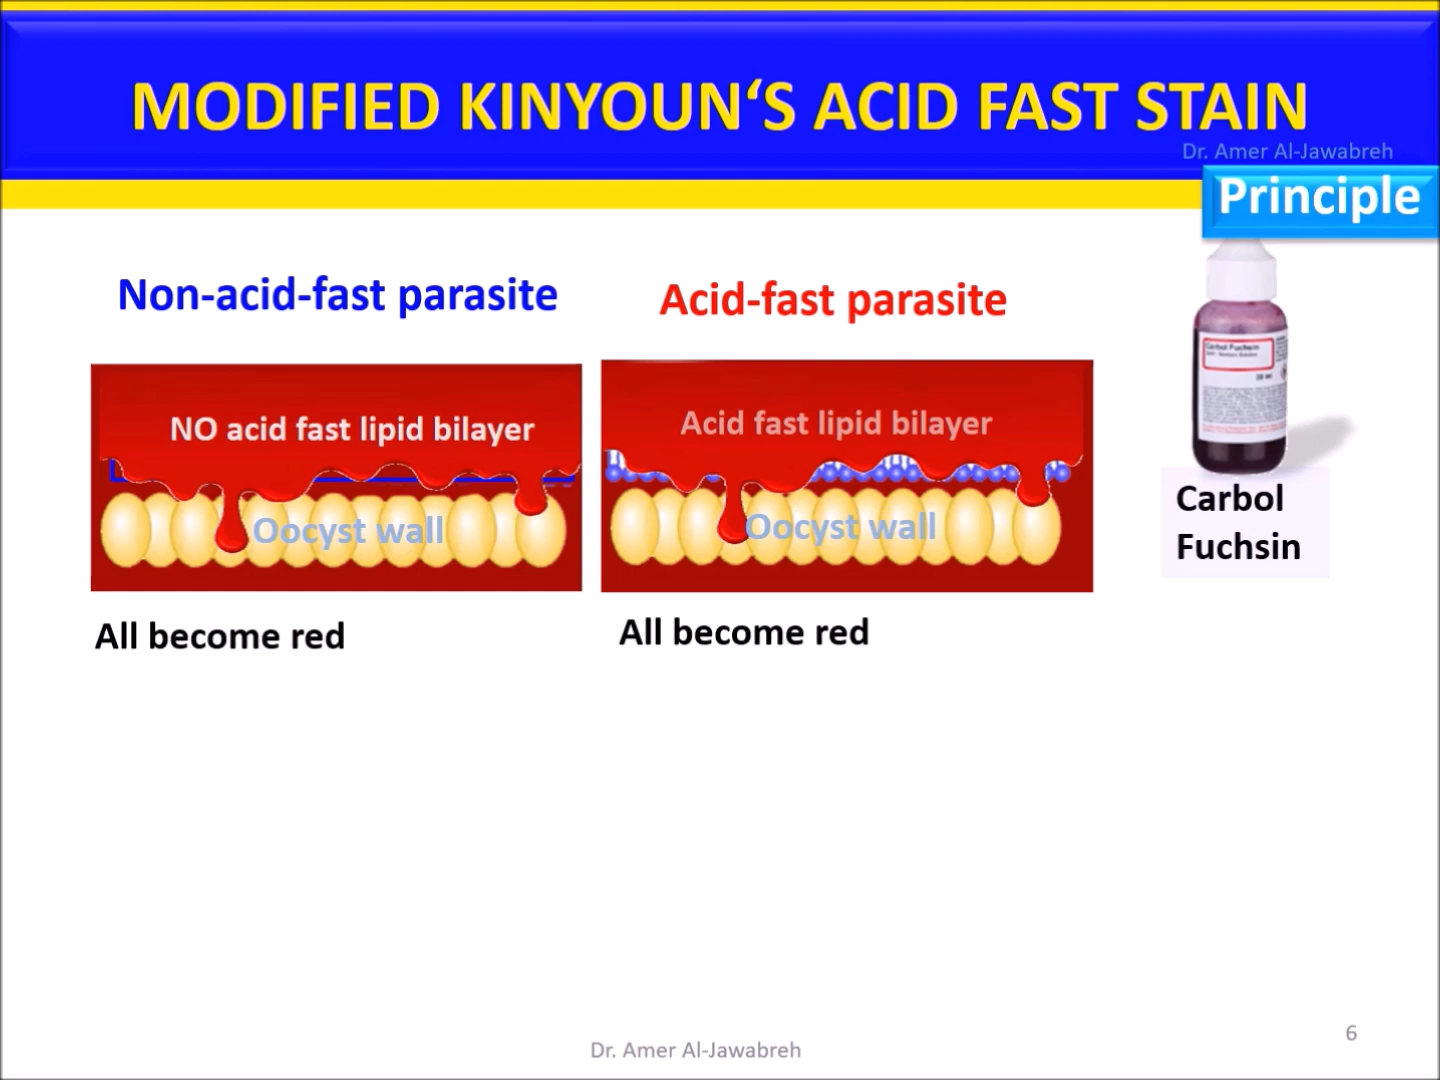 MODIFIED KINYOUN‘S ACID FAST STAIN
Dr. Amer Al-Jawabreh
Principle
Non-acid-fast parasite
Acid-fast parasite
NO acid fast lipid bilayer
Acid fast lipid bilayer
Oocyst wall
Oocyst wall
Carbol Fuchsin
Carbol
Fuchsin
All become red
All become red
Dr. Amer Al-Jawabreh
6